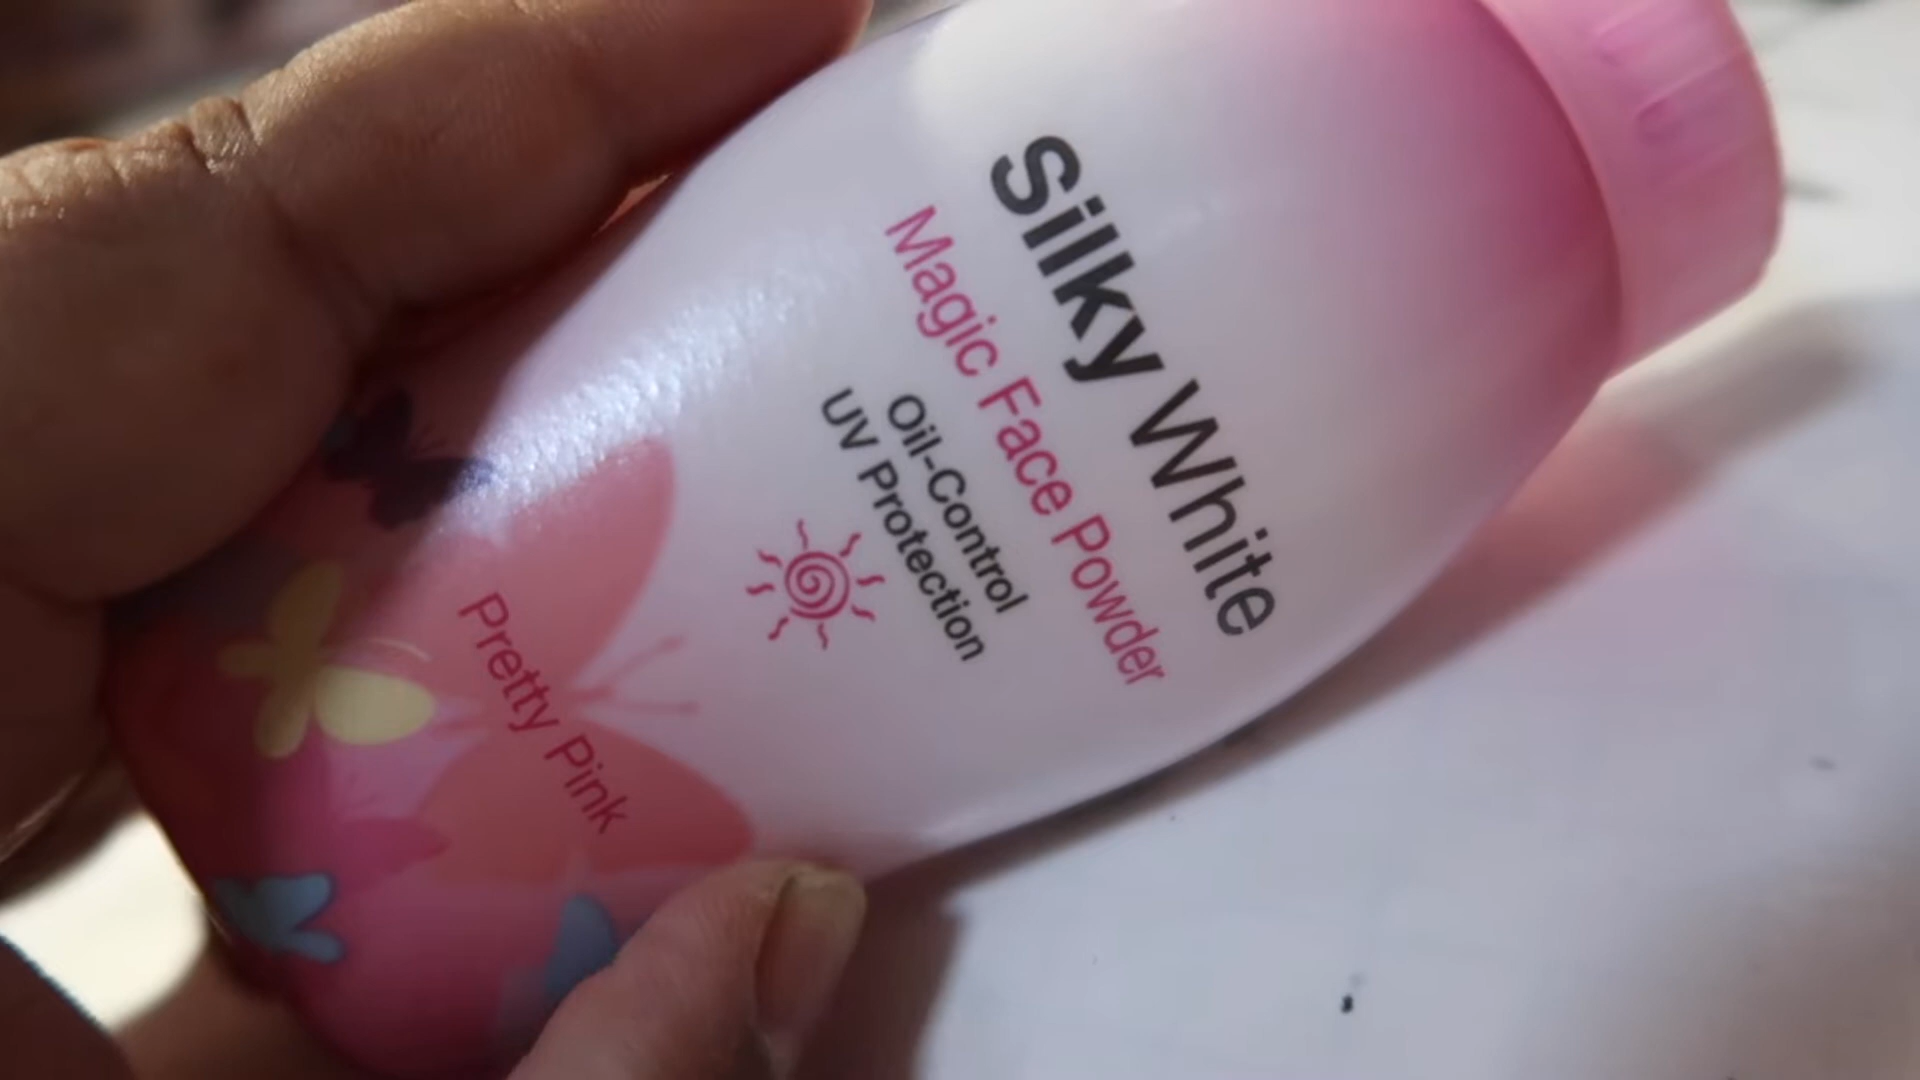 Silky White
Magic Face Powder
Oil-Control
UV Protection
Pretty Pink